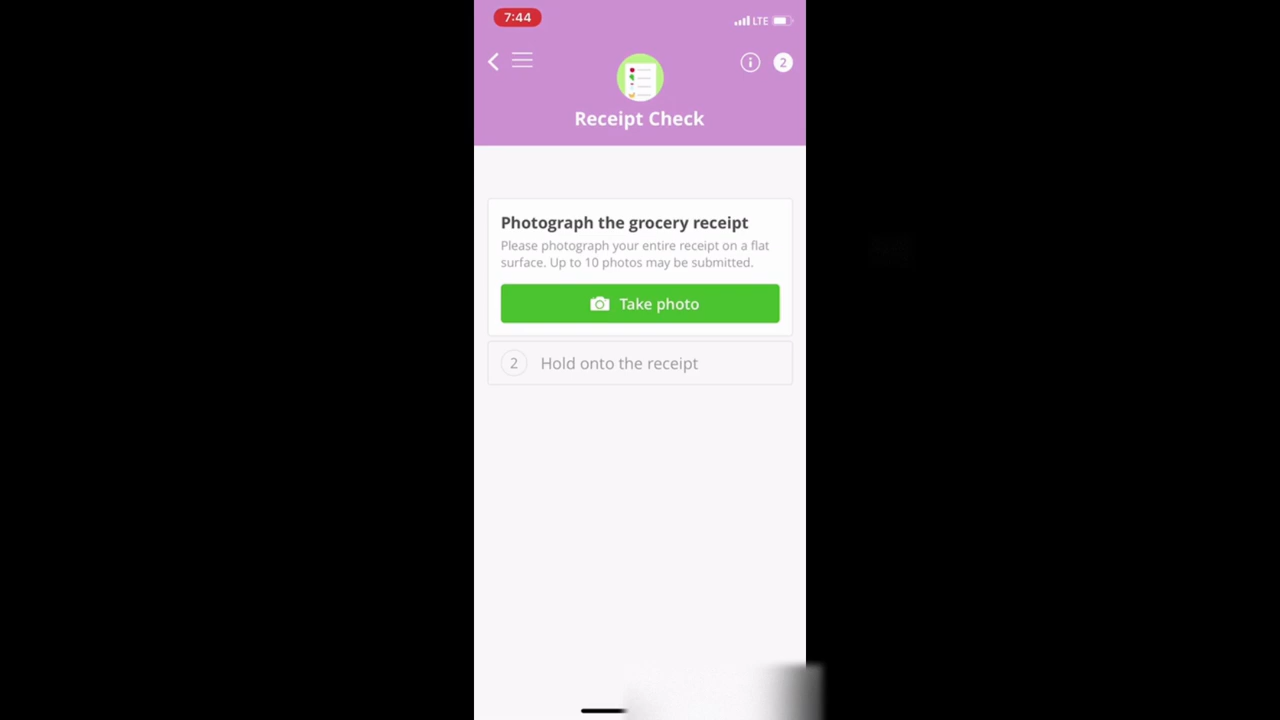 7:44
LTE
2
Receipt Check
Photograph the grocery receipt
Please photograph your entire receipt on a flat
surface. Up to 10 photos may be submitted.
Take photo
2 Hold onto the receipt